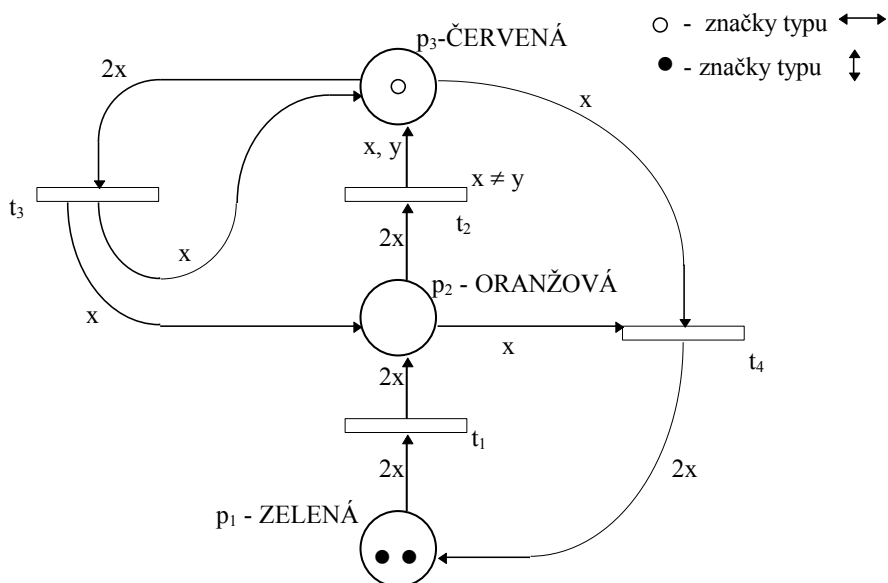 p3-ČERVENÁ
○ - značky typu ↔
● - značky typu ↕
2x
x
x, y
x ≠ y
t3
t2
x
2x
p2 - ORANŽOVÁ
x
x
t4
2x
t1
2x
2x
p1 - ZELENÁ